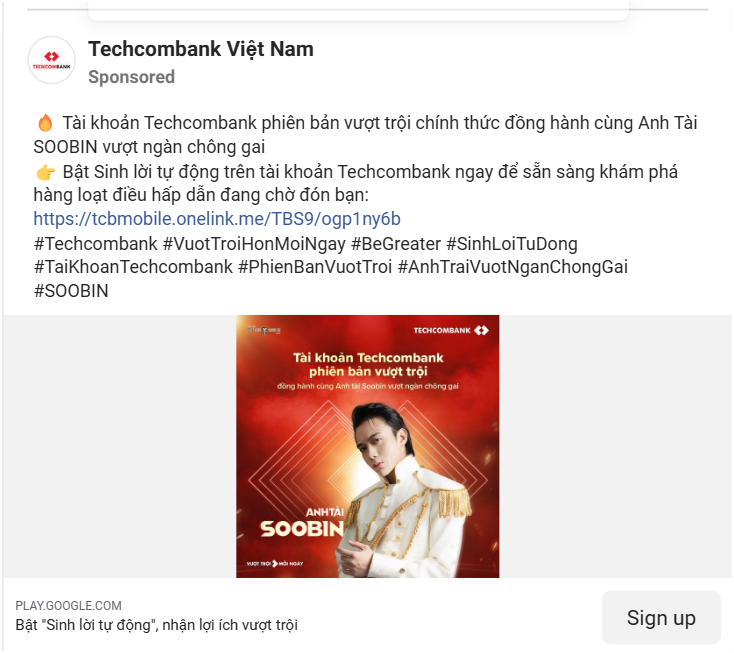 Techcombank Việt Nam
Sponsored
🔥 Tài khoản Techcombank phiên bản vượt trội chính thức đồng hành cùng Anh Tài
SOOBIN vượt ngàn chông gai
👉 Bật Sinh lời tự động trên tài khoản Techcombank ngay để sẵn sàng khám phá
hàng loạt điều hấp dẫn đang chờ đón bạn:
https://tcbmobile.onelink.me/TBS9/ogp1ny6b
#Techcombank #VuotTroiHonMoiNgay #BeGreater #SinhLoiTuDong
#TaiKhoanTechcombank #PhienBanVuotTroi #AnhTraiVuotNganChongGai
#SOOBIN
TECHCOMBANK
Tài khoản Techcombank
phiên bản vượt trội
đồng hành cùng Anh tài Soobin vượt ngàn chông gai
ANH TÀI
SOOBIN
VƯỢT TRỘI MỖI NGÀY
PLAY.GOOGLE.COM
Bật "Sinh lời tự động", nhận lợi ích vượt trội
Sign up
TECHCOMBANK